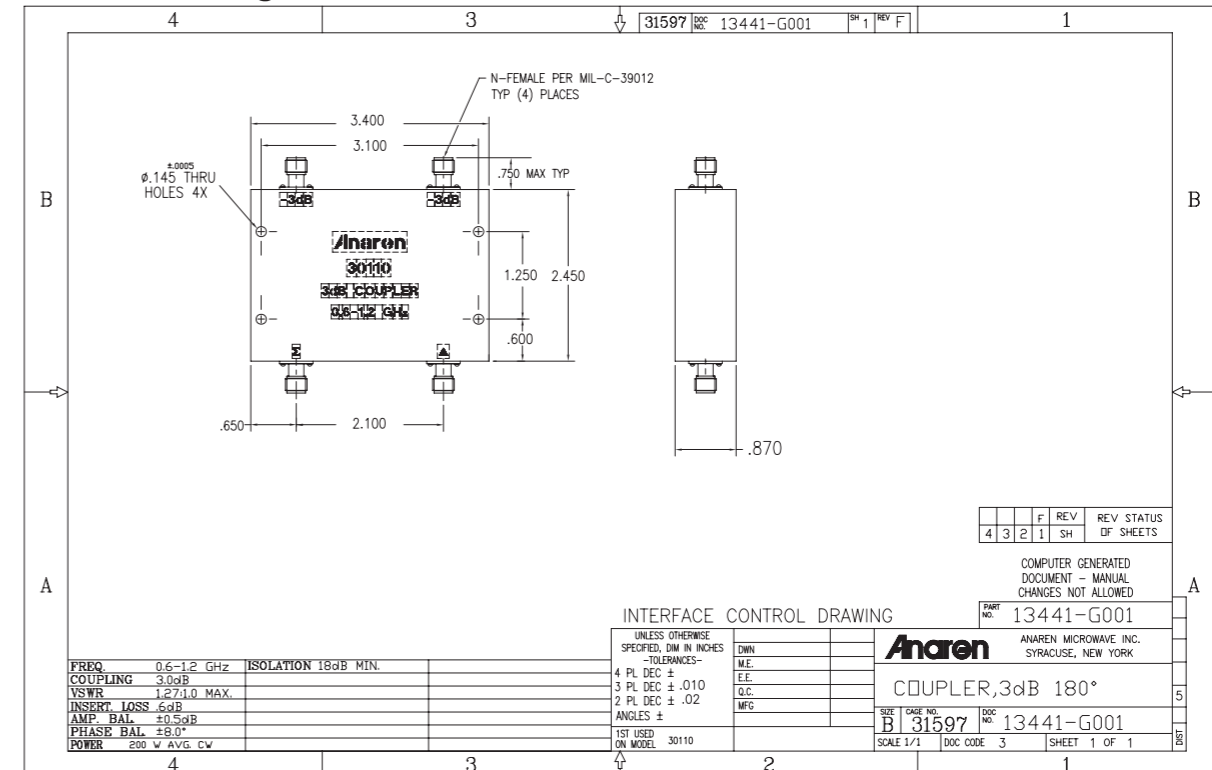 4
3
31597 DOC NO. 13441-G001 SH 1 REV F
1
N-FEMALE PER MIL-C-39012
TYP (4) PLACES
3.400
3.100
±.0005
Ø.145 THRU
HOLES 4X
.750 MAX TYP
-3dB
-3dB
B
B
Anaren
30110
3dB COUPLER
0.6-1.2 GHz
1.250
2.450
.600
Σ
.650
2.100
.870
F REV REV STATUS
4 3 2 1 SH OF SHEETS
COMPUTER GENERATED
DOCUMENT - MANUAL
CHANGES NOT ALLOWED
A
A
INTERFACE CONTROL DRAWING
PART NO. 13441-G001
UNLESS OTHERWISE
SPECIFIED, DIM IN INCHES
-TOLERANCES-
4 PL DEC ±
3 PL DEC ± .010
2 PL DEC ± .02
ANGLES ±
1ST USED
ON MODEL 30110
DWN
M.E.
E.E.
Q.C.
MFG
Anaren
ANAREN MICROWAVE INC.
SYRACUSE, NEW YORK
COUPLER,3dB 180°
SIZE B CAGE NO. 31597 DOC NO. 13441-G001
SCALE 1/1 DOC CODE 3 SHEET 1 OF 1
5
DIST
FREQ. 0.6-1.2 GHz ISOLATION 18dB MIN.
COUPLING 3.0dB
VSWR 1.27:1.0 MAX.
INSERT. LOSS .6dB
AMP. BAL. ±0.5dB
PHASE BAL. ±8.0°
POWER 200 W AVG. CW
4
3
2
1